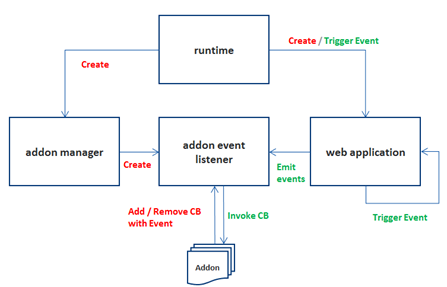 runtime
Create
Create / Trigger Event
addon manager
Create
addon event
listener
Emit
events
web application
Add / Remove CB
with Event
Invoke CB
Trigger Event
Addon